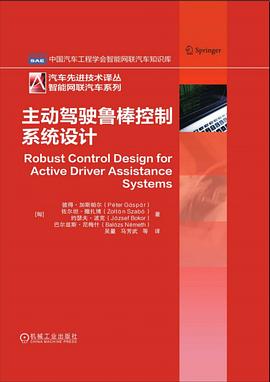 SAE 中国汽车工程学会智能网联汽车知识库
Springer
汽车先进技术译丛
智能网联汽车系列
主动驾驶鲁棒控制
系统设计
Robust Control Design for
Active Driver Assistance
Systems
彼得·加斯帕尔（Péter Gáspár）
佐尔坦·撒扎博（Zoltán Szabó）
[匈] 约瑟夫·波克（József Bokor） 著
巴尔兹斯·尼梅什（Balázs Németh）
吴量 马芳武 等 译
机械工业出版社
CHINA MACHINE PRESS